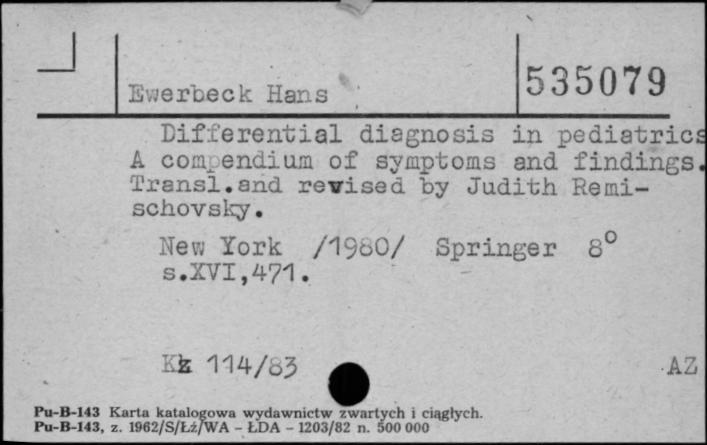 Ewerbeck Hans 535079
Differential diagnosis in pediatrics
A compendium of symptoms and findings.
Transl.and revised by Judith Remi-
schovsky.
New York /1980/ Springer 8°
s.XVI,471.
Kz 114/83 AZ
Pu-B-143 Karta katalogowa wydawnictw zwartych i ciągłych.
Pu-B-143, z. 1962/S/Łź/WA - ŁDA - 1203/82 n. 500 000